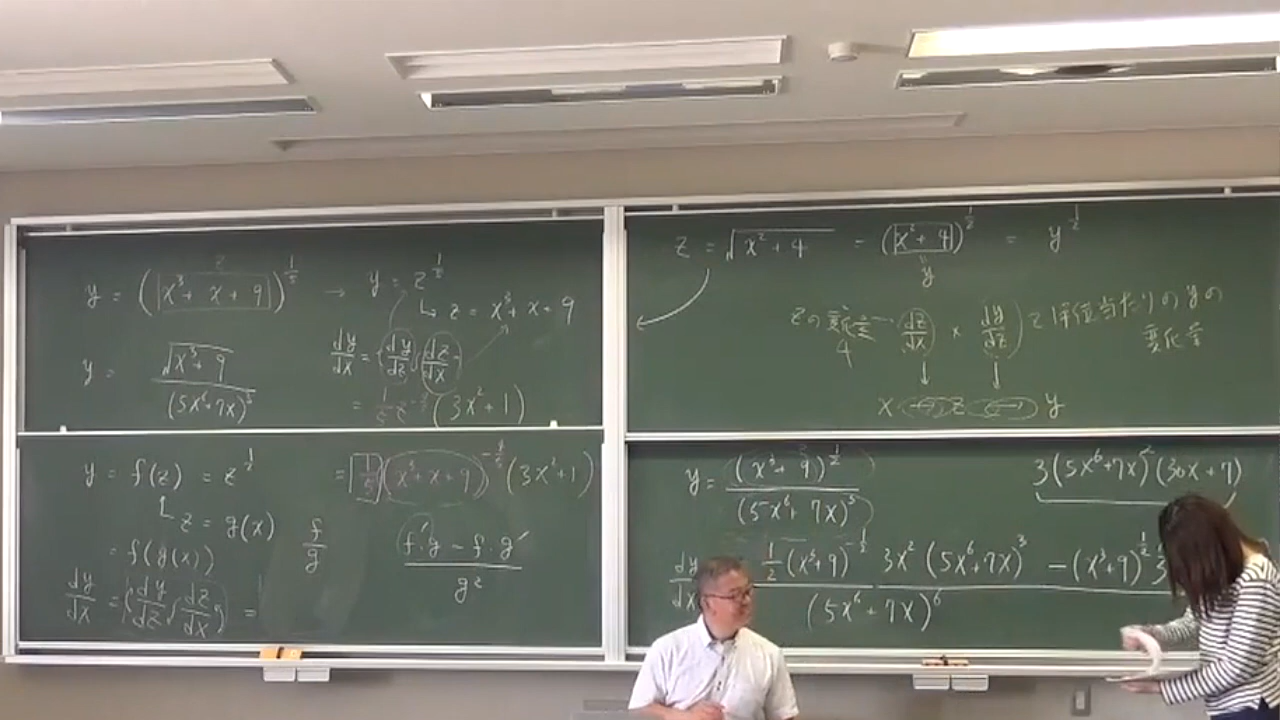 y = (x³ + x + 9)^{1/5} → y = z^{1/5}
z
z = x³ + x + 9
y = √(x³+9) / (5x⁶+7x)³
dy/dx = (dy/dz)(dz/dx)
= 1/5 z^{-4/5} (3x²+1)
= 1/5 (x³+x+9)^{-4/5} (3x²+1)
y = f(z) = z^{1/2}
z = g(x)
= f(g(x))
dy/dx = (dy/dz)(dz/dx) =
f/g
(f'g - f·g') / g²
z = √(x²+4) = (x²+4)^{1/2} = y^{1/2}
y
zの変化量 dz/dx × dy/dz z単位当たりのyの
変化量
x z y
y = (x³+9)^{1/2} / (5x⁶+7x)³
3(5x⁶+7x)²(30x+7)
dy/dx 1/2 (x³+9)^{-1/2} 3x² (5x⁶+7x)³ - (x³+9)^{1/2} 3
(5x⁶+7x)⁶